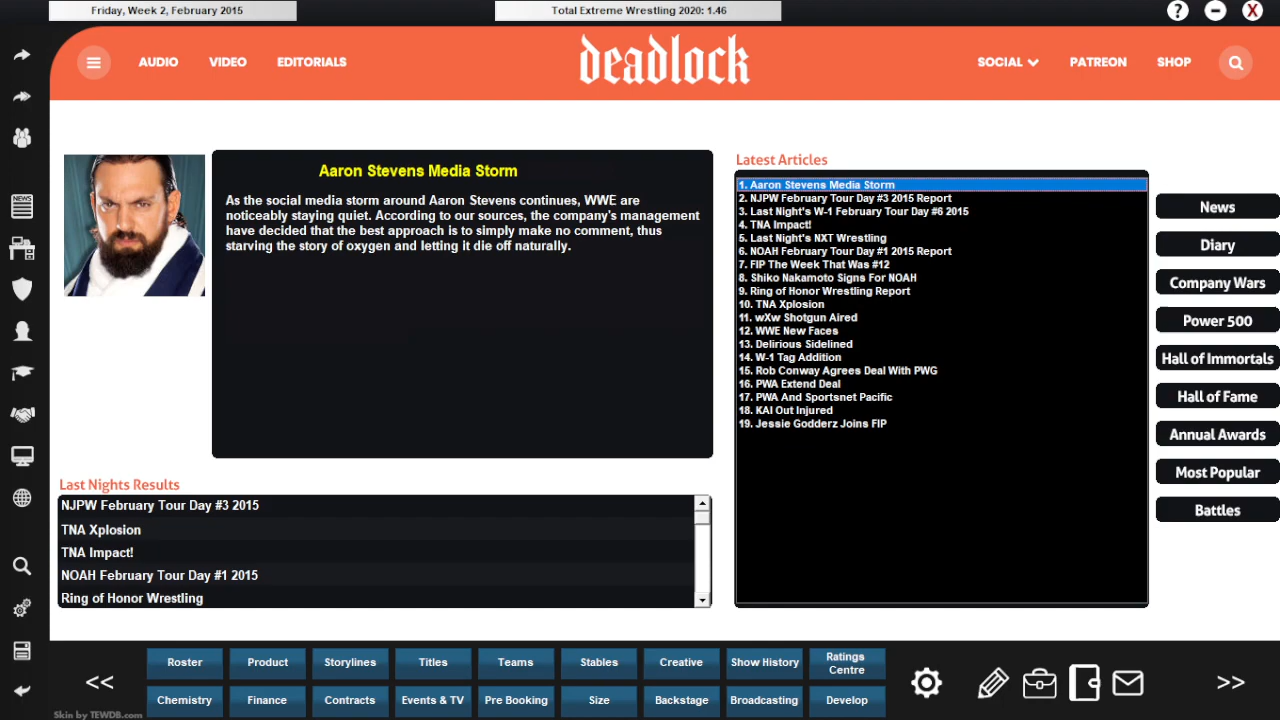 Friday, Week 2, February 2015
Total Extreme Wrestling 2020: 1.46
?
X
AUDIO
VIDEO
EDITORIALS
deadlock
SOCIAL
PATREON
SHOP
NEWS
Aaron Stevens Media Storm
As the social media storm around Aaron Stevens continues, WWE are
noticeably staying quiet. According to our sources, the company's management
have decided that the best approach is to simply make no comment, thus
starving the story of oxygen and letting it die off naturally.
Latest Articles
1. Aaron Stevens Media Storm
2. NJPW February Tour Day #3 2015 Report
3. Last Night's W-1 February Tour Day #6 2015
4. TNA Impact!
5. Last Night's NXT Wrestling
6. NOAH February Tour Day #1 2015 Report
7. FIP The Week That Was #12
8. Shiko Nakamoto Signs For NOAH
9. Ring of Honor Wrestling Report
10. TNA Xplosion
11. wXw Shotgun Aired
12. WWE New Faces
13. Delirious Sidelined
14. W-1 Tag Addition
15. Rob Conway Agrees Deal With PWG
16. PWA Extend Deal
17. PWA And Sportsnet Pacific
18. KAI Out Injured
19. Jessie Godderz Joins FIP
News
Diary
Company Wars
Power 500
Hall of Immortals
Hall of Fame
Annual Awards
Most Popular
Battles
Last Nights Results
NJPW February Tour Day #3 2015
TNA Xplosion
TNA Impact!
NOAH February Tour Day #1 2015
Ring of Honor Wrestling
<<
Roster
Product
Storylines
Titles
Teams
Stables
Creative
Show History
Ratings
Centre
Chemistry
Finance
Contracts
Events & TV
Pre Booking
Size
Backstage
Broadcasting
Develop
>>
Skin by TEWDB.com